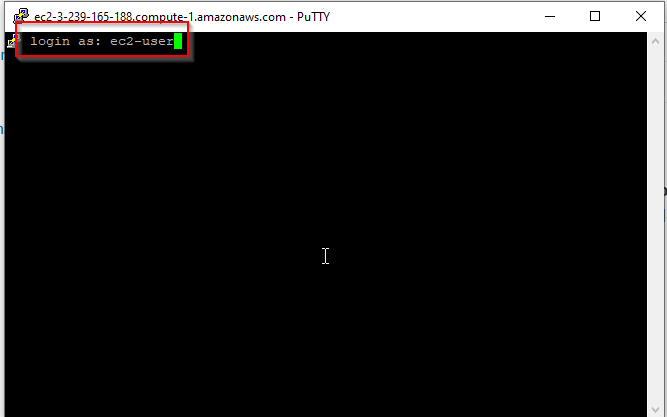 ec2-3-239-165-188.compute-1.amazonaws.com - PuTTY
login as: ec2-user